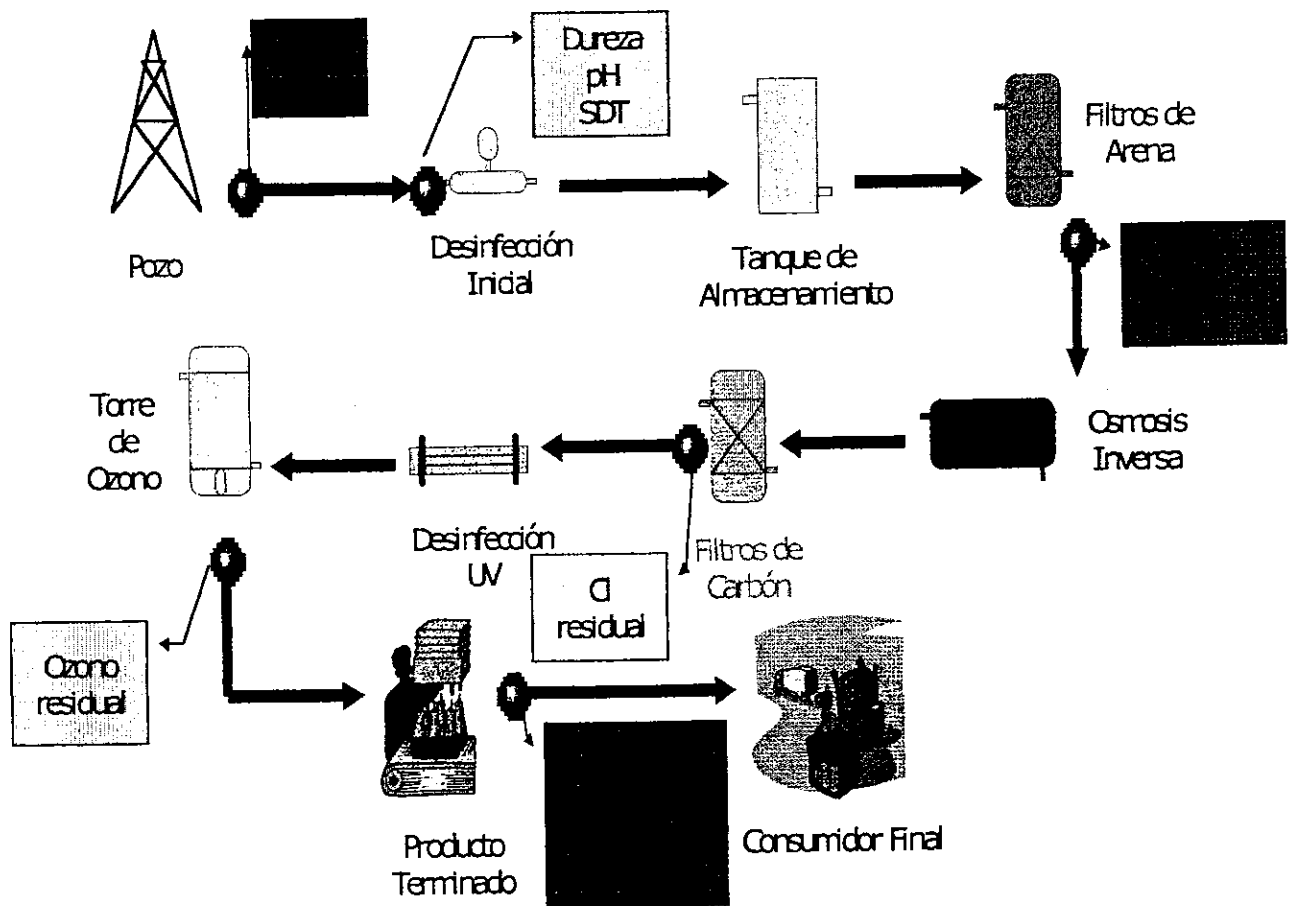 Dureza
pH
SDT
Filtros de
Arena
Pozo
Desinfección
Inicial
Tanque de
Almacenamiento
Torre
de
Ozono
Osmosis
Inversa
Desinfección
UV
Filtros de
Carbón
Cl
residual
Ozono
residual
Producto
Terminado
Consumidor Final